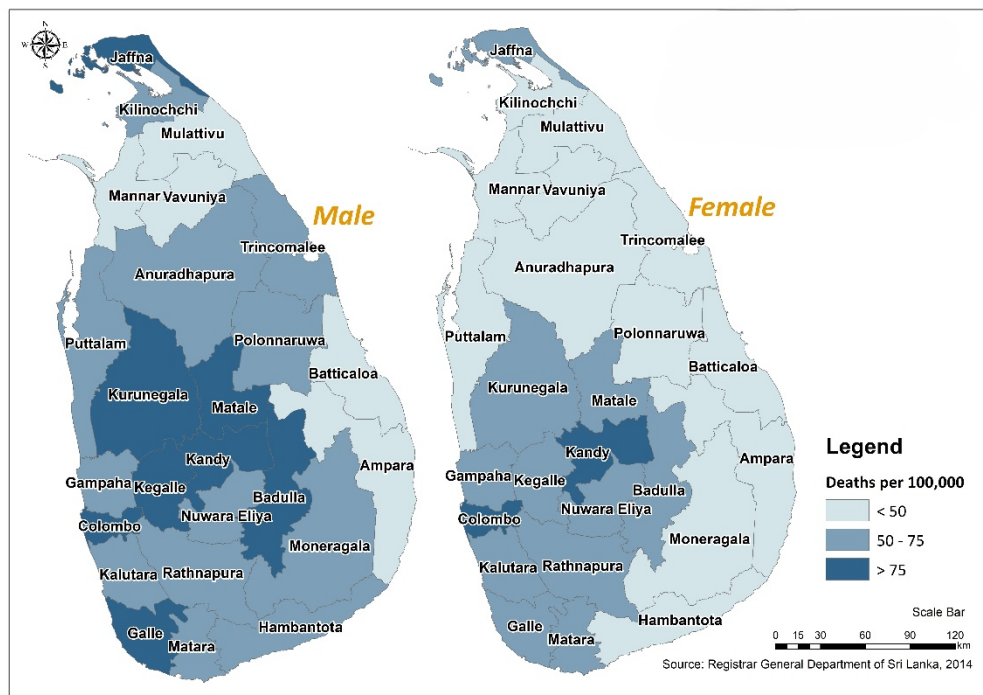 N
W E
S
Jaffna
Kilinochchi
Mulattivu
Mannar Vavuniya
Male
Trincomalee
Anuradhapura
Puttalam
Polonnaruwa
Batticaloa
Kurunegala
Matale
Kandy
Ampara
Gampaha
Kegalle
Badulla
Nuwara Eliya
Colombo
Moneragala
Kalutara
Rathnapura
Galle
Hambantota
Matara
Jaffna
Kilinochchi
Mulattivu
Mannar Vavuniya
Female
Trincomalee
Anuradhapura
Puttalam
Polonnaruwa
Batticaloa
Kurunegala
Matale
Kandy
Ampara
Gampaha
Kegalle
Badulla
Nuwara Eliya
Colombo
Moneragala
Kalutara
Rathnapura
Galle
Hambantota
Matara
Legend
Deaths per 100,000
< 50
50 - 75
> 75
Scale Bar
0 15 30 60 90 120
km
Source: Registrar General Department of Sri Lanka, 2014